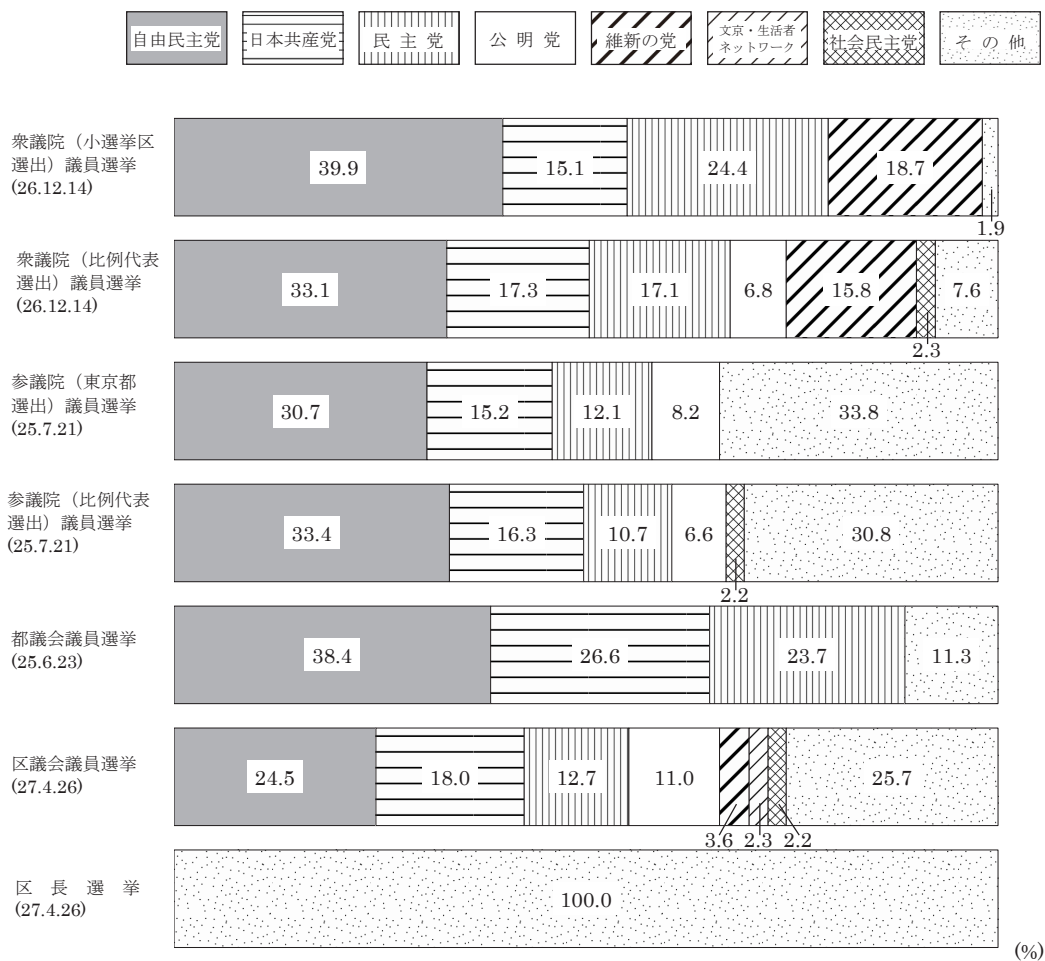 自由民主党 日本共産党 民主党 公明党 維新の党 文京・生活者ネットワーク 社会民主党 その他
衆議院（小選挙区
選出）議員選挙
(26.12.14)
39.9 15.1 24.4 18.7
1.9
衆議院（比例代表
選出）議員選挙
(26.12.14)
33.1 17.3 17.1 6.8 15.8 7.6
2.3
参議院（東京都
選出）議員選挙
(25.7.21)
30.7 15.2 12.1 8.2 33.8
参議院（比例代表
選出）議員選挙
(25.7.21)
33.4 16.3 10.7 6.6 30.8
2.2
都議会議員選挙
(25.6.23)
38.4 26.6 23.7 11.3
区議会議員選挙
(27.4.26)
24.5 18.0 12.7 11.0 25.7
3.6 2.3 2.2
区長選挙
(27.4.26)
100.0
(%)